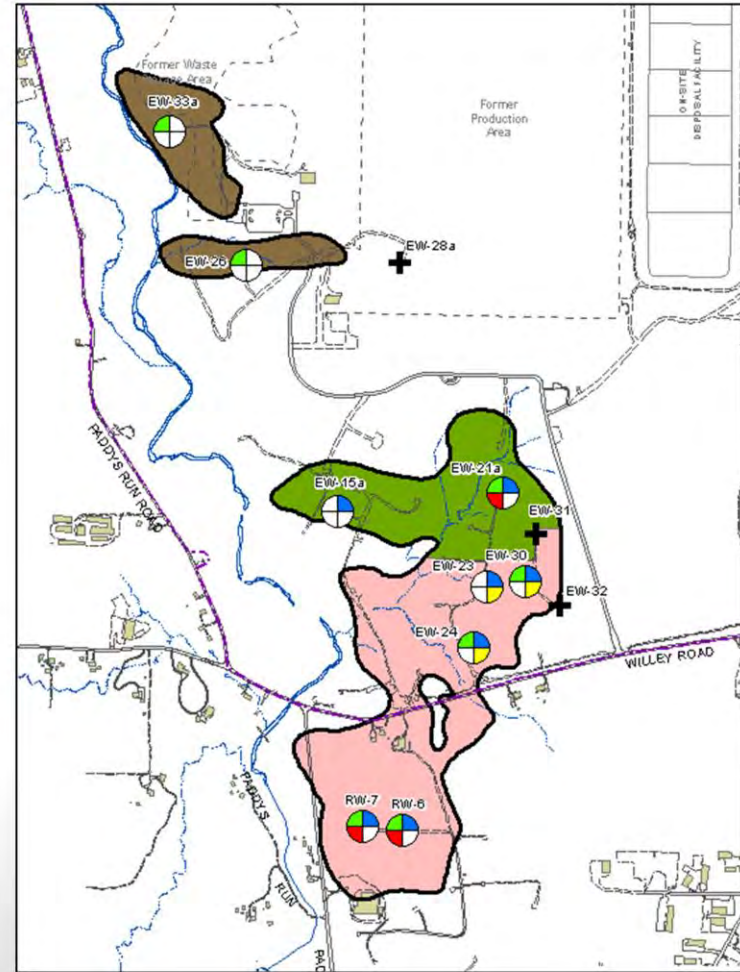 Former Waste
Storage Area
EW-33a
Former
Production
Area
ON-SITE
DISPOSAL FACILITY
EW-26
EW-28a
PADDYS RUN ROAD
EW-15a
EW-21a
EW-31
EW-23
EW-30
EW-32
EW-24
WILLEY ROAD
PADDYS
RUN
RW-7
RW-6
PAD